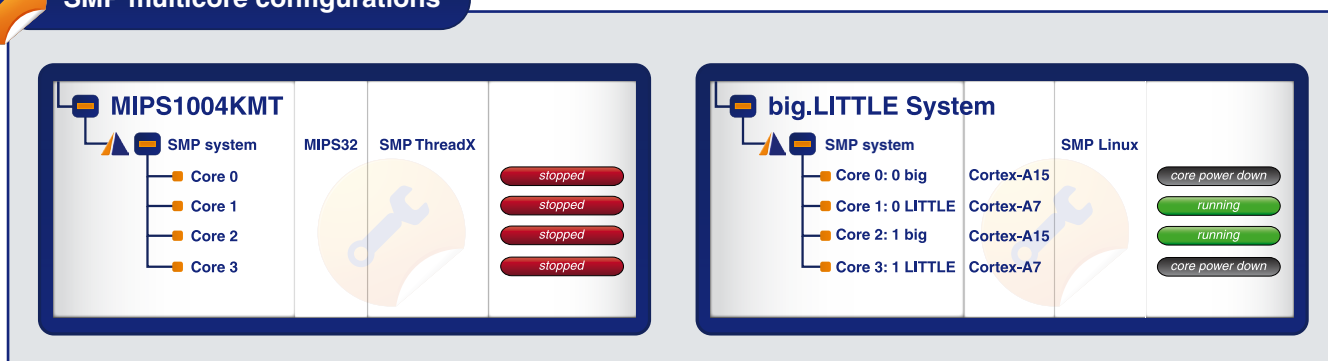 SMP multicore configurations
MIPS1004KMT
SMP system MIPS32 SMP ThreadX
Core 0 stopped
Core 1 stopped
Core 2 stopped
Core 3 stopped
big.LITTLE System
SMP system SMP Linux
Core 0: 0 big Cortex-A15 core power down
Core 1: 0 LITTLE Cortex-A7 running
Core 2: 1 big Cortex-A15 running
Core 3: 1 LITTLE Cortex-A7 core power down